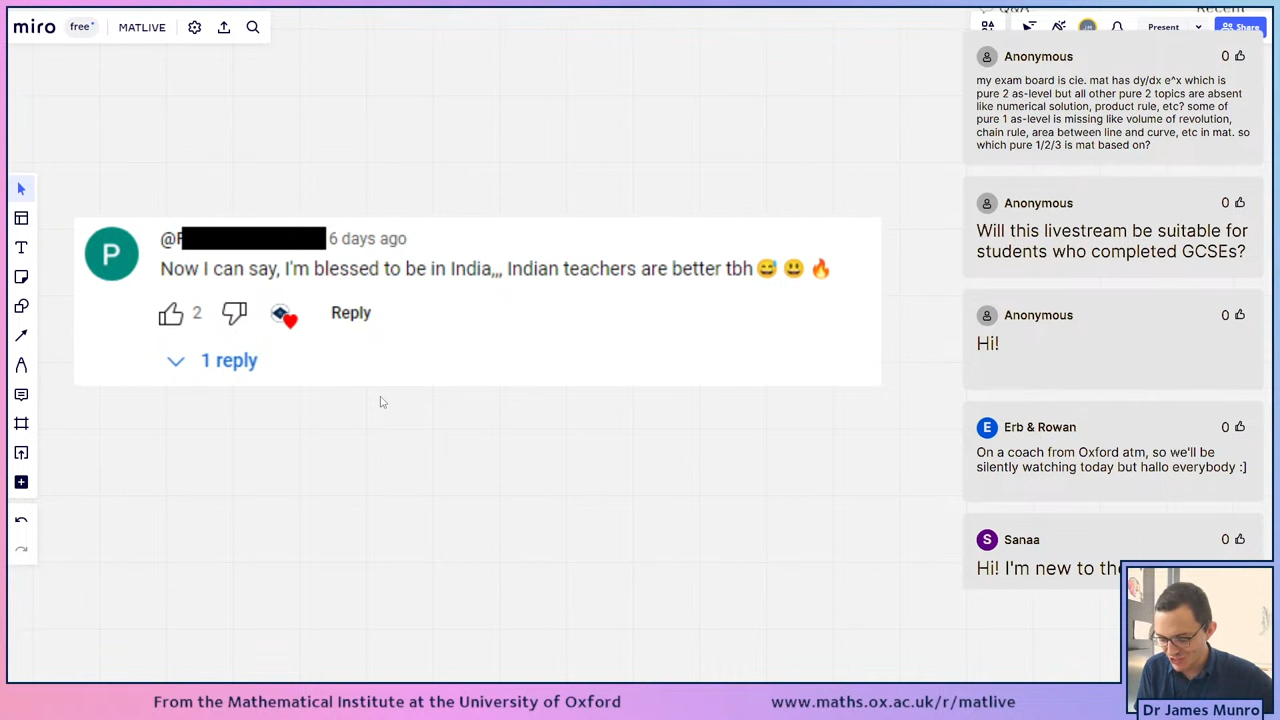 miro free MATLIVE
Present
Share
@
6 days ago
Now I can say, I'm blessed to be in India,,, Indian teachers are better tbh 😅 😃 🔥
2
Reply
1 reply
Anonymous
0
my exam board is cie. mat has dy/dx e^x which is
pure 2 as-level but all other pure 2 topics are absent
like numerical solution, product rule, etc? some of
pure 1 as-level is missing like volume of revolution,
chain rule, area between line and curve, etc in mat. so
which pure 1/2/3 is mat based on?
Anonymous
0
Will this livestream be suitable for
students who completed GCSEs?
Anonymous
0
Hi!
Erb & Rowan
0
On a coach from Oxford atm, so we'll be
silently watching today but hallo everybody :]
Sanaa
0
Hi! I'm new to
P
E
S
Dr James Munro
From the Mathematical Institute at the University of Oxford
www.maths.ox.ac.uk/r/matlive